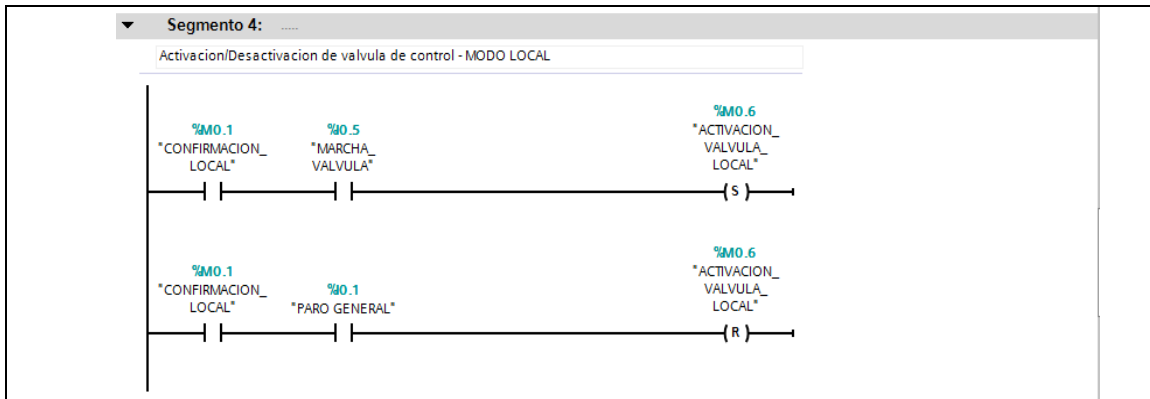 Segmento 4: .....
Activacion/Desactivacion de valvula de control - MODO LOCAL
%M0.1
"CONFIRMACION_
LOCAL"
%I0.5
"MARCHA_
VALVULA"
%M0.6
"ACTIVACION_
VALVULA_
LOCAL"
( S )
%M0.1
"CONFIRMACION_
LOCAL"
%I0.1
"PARO GENERAL"
%M0.6
"ACTIVACION_
VALVULA_
LOCAL"
( R )